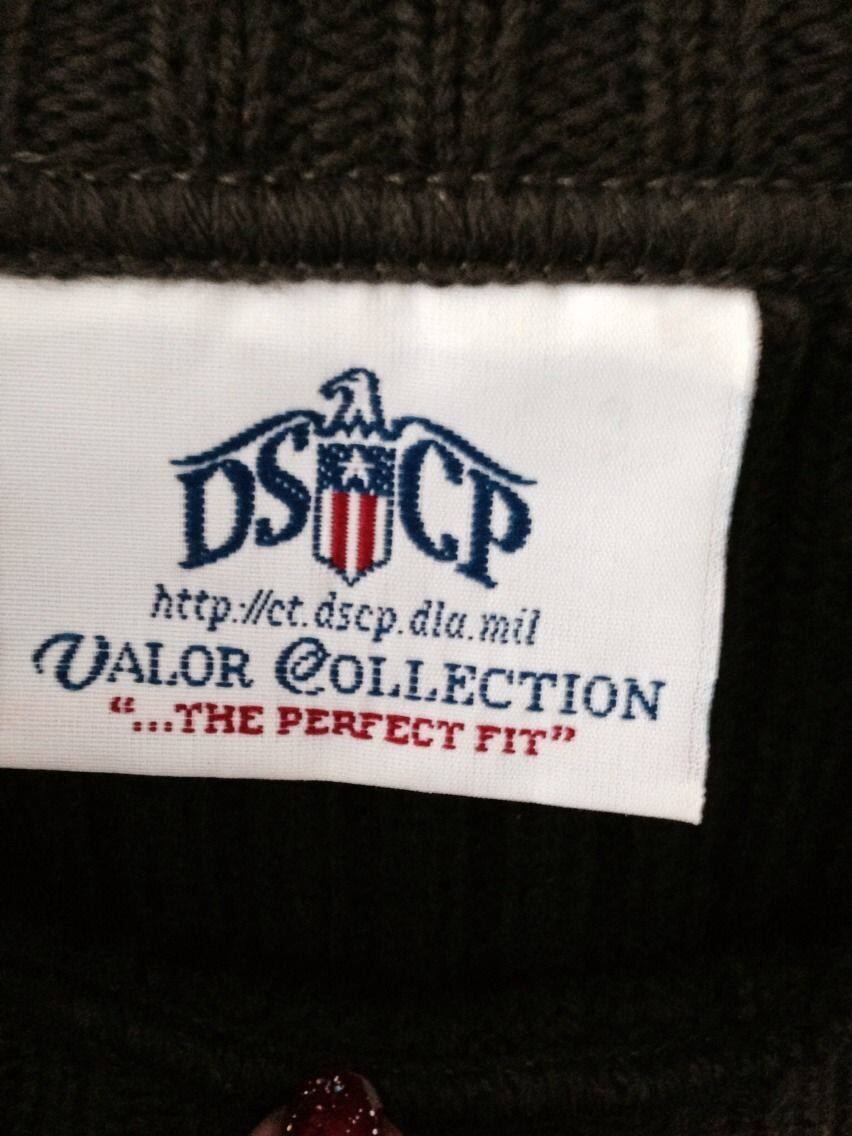 DSCP
http://ct.dscp.dla.mil
VALOR COLLECTION
"...THE PERFECT FIT"